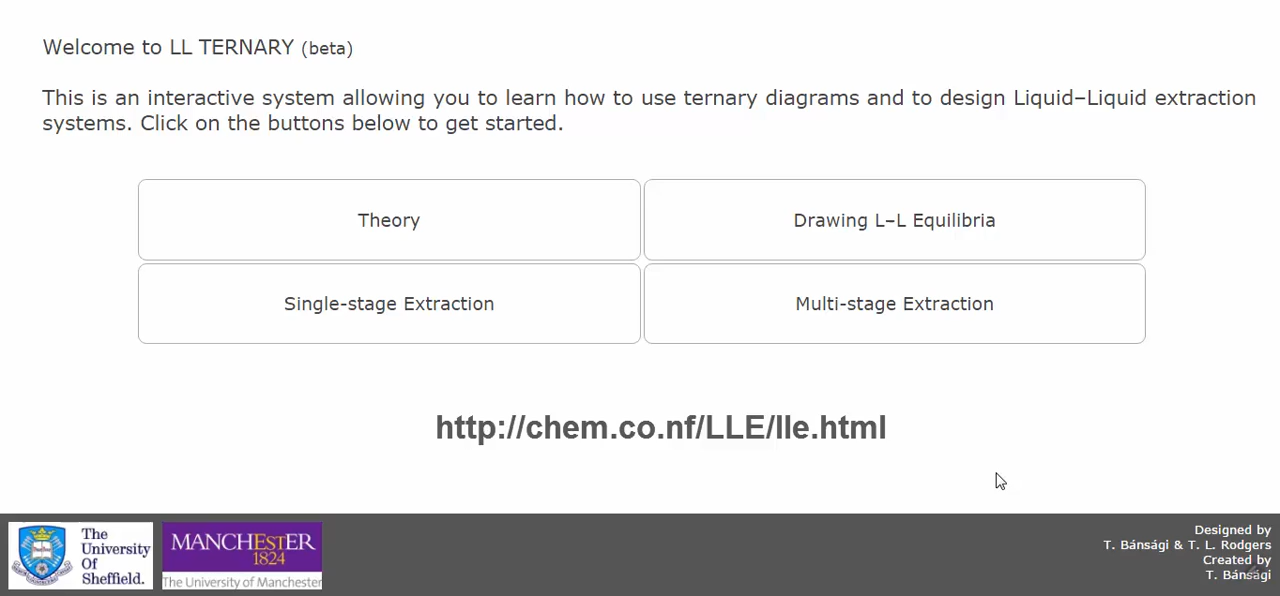 Welcome to LL TERNARY (beta)
This is an interactive system allowing you to learn how to use ternary diagrams and to design Liquid–Liquid extraction
systems. Click on the buttons below to get started.
Theory
Drawing L–L Equilibria
Single-stage Extraction
Multi-stage Extraction
http://chem.co.nf/LLE/lle.html
The
University
Of
Sheffield.
MANCHESTER
1824
The University of Manchester
Designed by
T. Bánsági & T. L. Rodgers
Created by
T. Bánsági